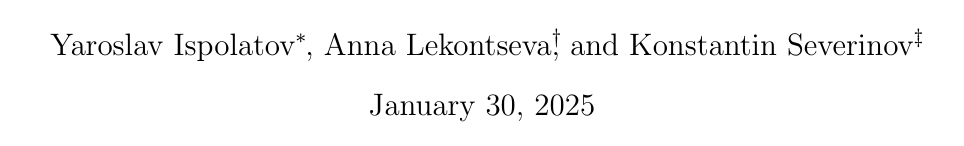 Yaroslav Ispolatov*, Anna Lekontseva†, and Konstantin Severinov‡
January 30, 2025